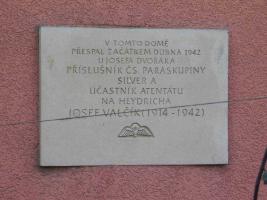 V TOMTO DOMĚ
PŘESPAL ZAČÁTKEM DUBNA 1942
U JOSEFA DVOŘÁKA
PŘÍSLUŠNÍK ČS. PARASKUPINY
SILVER A
ÚČASTNÍK ATENTÁTU
NA HEYDRICHA
JOSEF VALČÍK (1914-1942)